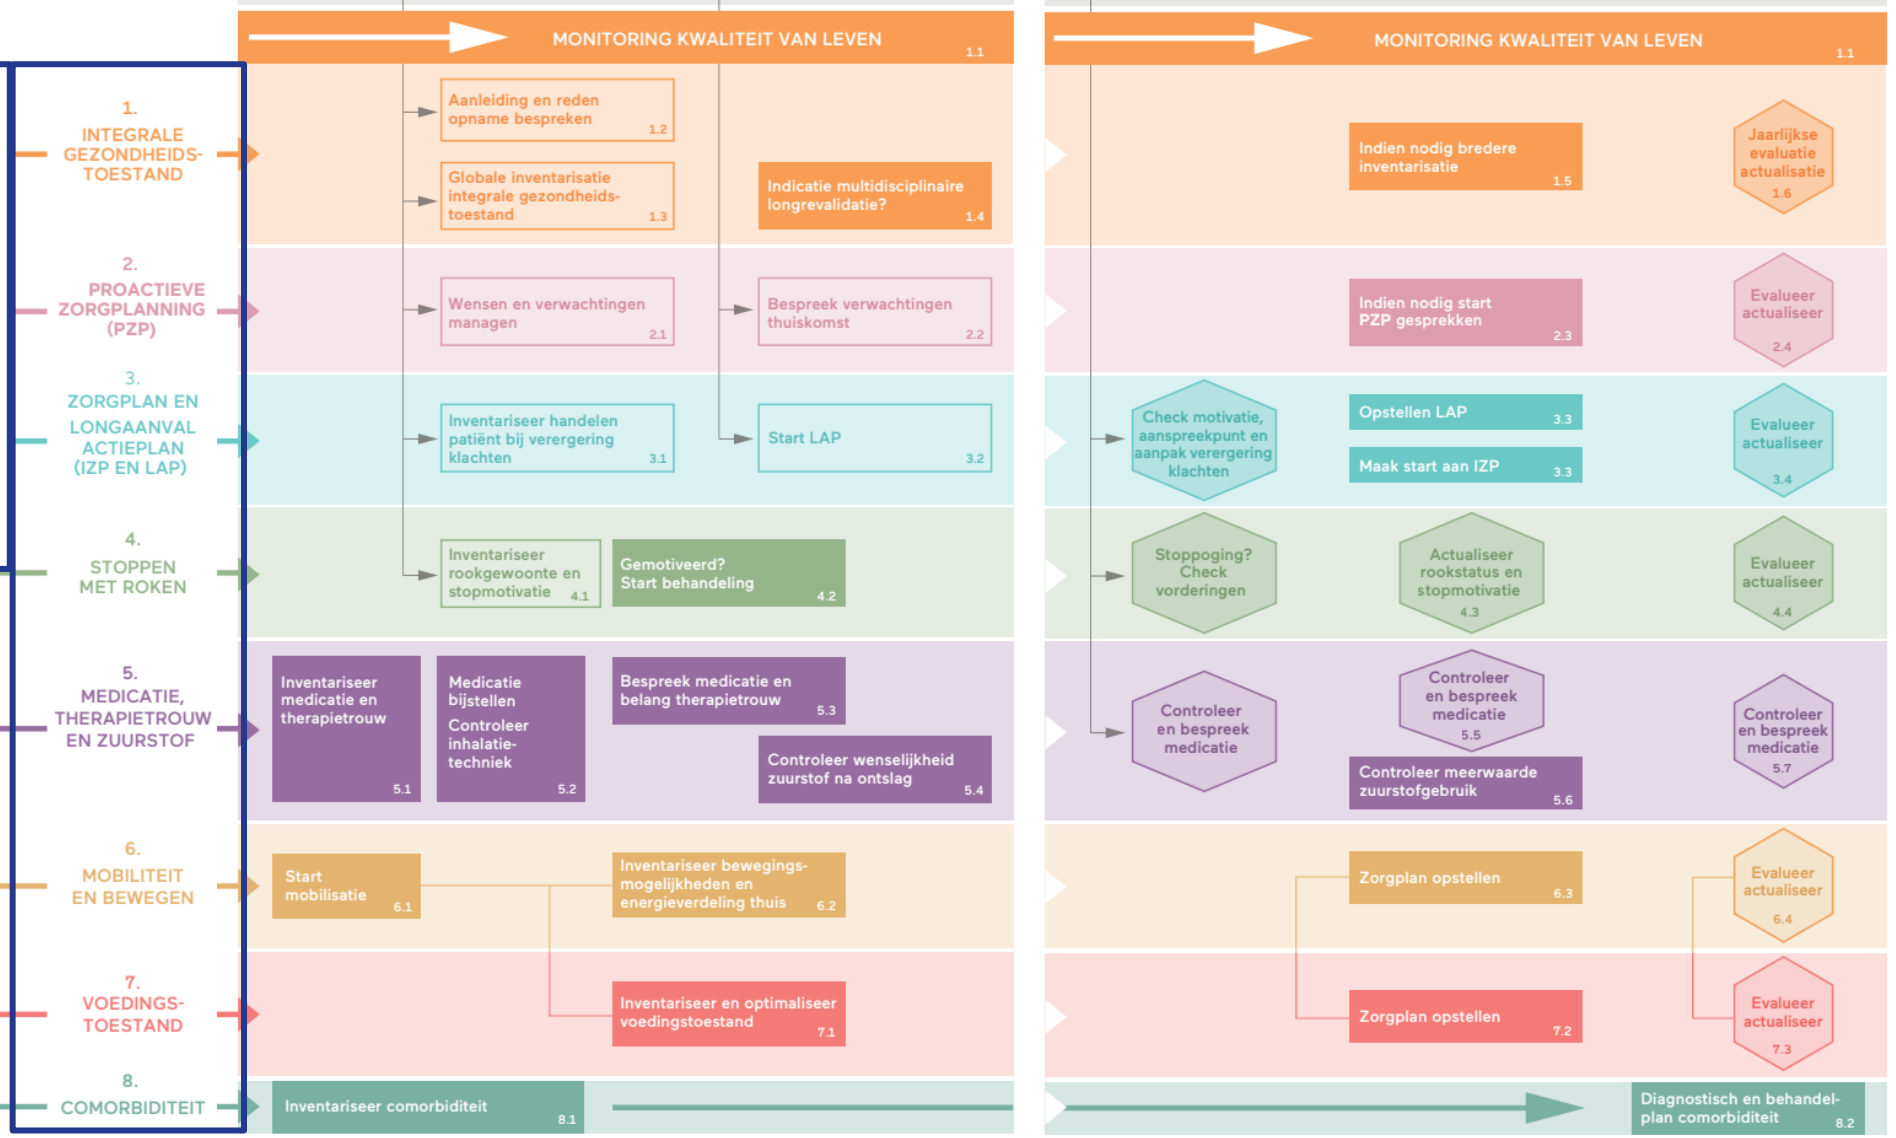 MONITORING KWALITEIT VAN LEVEN
1.1
MONITORING KWALITEIT VAN LEVEN
1.1
1.
INTEGRALE
GEZONDHEIDS-
TOESTAND
Aanleiding en reden
opname bespreken
1.2
Globale inventarisatie
integrale gezondheids-
toestand
1.3
Indicatie multidisciplinaire
longrevalidatie?
1.4
Indien nodig bredere
inventarisatie
1.5
Jaarlijkse
evaluatie
actualisatie
1.6
2.
PROACTIEVE
ZORGPLANNING
(PZP)
Wensen en verwachtingen
managen
2.1
Bespreek verwachtingen
thuiskomst
2.2
Indien nodig start
PZP gesprekken
2.3
Evalueer
actualiseer
2.4
3.
ZORGPLAN EN
LONGAANVAL
ACTIEPLAN
(IZP EN LAP)
Inventariseer handelen
patiënt bij verergering
klachten
3.1
Start LAP
3.2
Check motivatie,
aanspreekpunt en
aanpak verergering
klachten
Opstellen LAP
3.3
Maak start aan IZP
3.3
Evalueer
actualiseer
3.4
4.
STOPPEN
MET ROKEN
Inventariseer
rookgewoonte en
stopmotivatie
4.1
Gemotiveerd?
Start behandeling
4.2
Stoppoging?
Check
vorderingen
Actualiseer
rookstatus en
stopmotivatie
4.3
Evalueer
actualiseer
4.4
5.
MEDICATIE,
THERAPIETROUW
EN ZUURSTOF
Inventariseer
medicatie en
therapietrouw
5.1
Medicatie
bijstellen
Controleer
inhalatie-
techniek
5.2
Bespreek medicatie en
belang therapietrouw
5.3
Controleer wenselijkheid
zuurstof na ontslag
5.4
Controleer
en bespreek
medicatie
Controleer
en bespreek
medicatie
5.5
Controleer meerwaarde
zuurstofgebruik
5.6
Controleer
en bespreek
medicatie
5.7
6.
MOBILITEIT
EN BEWEGEN
Start
mobilisatie
6.1
Inventariseer bewegings-
mogelijkheden en
energieverdeling thuis
6.2
Zorgplan opstellen
6.3
Evalueer
actualiseer
6.4
7.
VOEDINGS-
TOESTAND
Inventariseer en optimaliseer
voedingstoestand
7.1
Zorgplan opstellen
7.2
Evalueer
actualiseer
7.3
8.
COMORBIDITEIT
Inventariseer comorbiditeit
8.1
Diagnostisch en behandel-
plan comorbiditeit
8.2